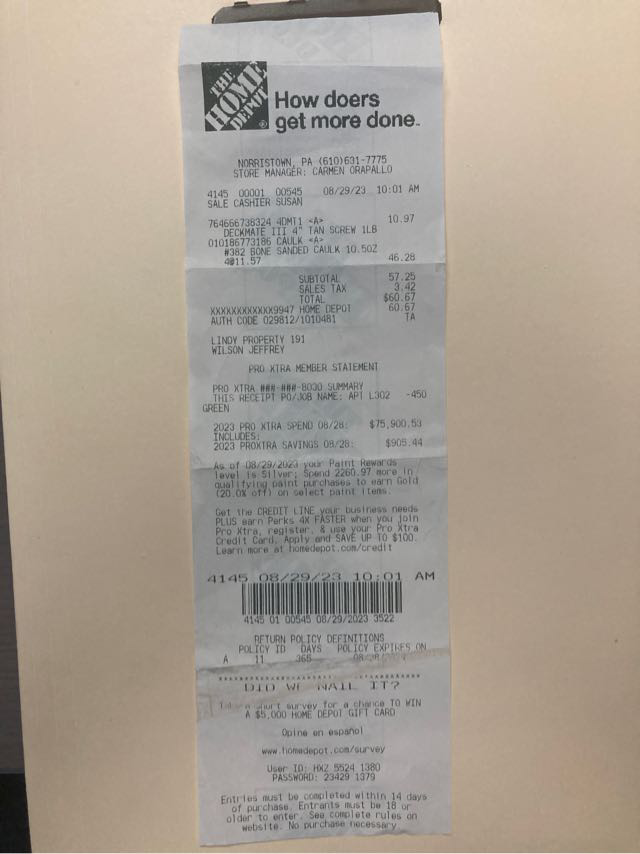 THE
HOME
DEPOT
How doers
get more done.
NORRISTOWN, PA (610)631-7775
STORE MANAGER: CARMEN ORAPALLO
4145 00001 00545 08/29/23 10:01 AM
SALE CASHIER SUSAN
764666738324 4DMT1 <A> 10.97
DECKMATE III 4" TAN SCREW 1LB
010186773186 CAULK <A>
#382 BONE SANDED CAULK 10.5OZ
4@11.57 46.28
SUBTOTAL 57.25
SALES TAX 3.42
TOTAL $60.67
XXXXXXXXXXXX9947 HOME DEPOT 60.67
AUTH CODE 029812/1010481 TA
LINDY PROPERTY 191
WILSON JEFFREY
PRO XTRA MEMBER STATEMENT
PRO XTRA ###-###-8030 SUMMARY
THIS RECEIPT PO/JOB NAME: APT L302 -450
GREEN
2023 PRO XTRA SPEND 08/28: $75,900.53
INCLUDES:
2023 PROXTRA SAVINGS 08/28: $905.44
As of 08/29/2023 your Paint Rewards
level is Silver; Spend 2260.97 more in
qualifying paint purchases to earn Gold
(20.0% off) on select paint items.
Get the CREDIT LINE your business needs
PLUS earn Perks 4X FASTER when you join
Pro Xtra, register, & use your Pro Xtra
Credit Card. Apply and SAVE UP TO $100.
Learn more at homedepot.com/credit
4145 08/29/23 10:01 AM
4145 01 00545 08/29/2023 3522
RETURN POLICY DEFINITIONS
POLICY ID DAYS POLICY EXPIRES ON
A 11 365
************************************
DID WE NAIL IT?
Take a short survey for a chance TO WIN
A $5,000 HOME DEPOT GIFT CARD
Opine en español
www.homedepot.com/survey
User ID: HXZ 5524 1380
PASSWORD: 23429 1379
Entries must be completed within 14 days
of purchase. Entrants must be 18 or
older to enter. See complete rules on
website. No purchase necessary